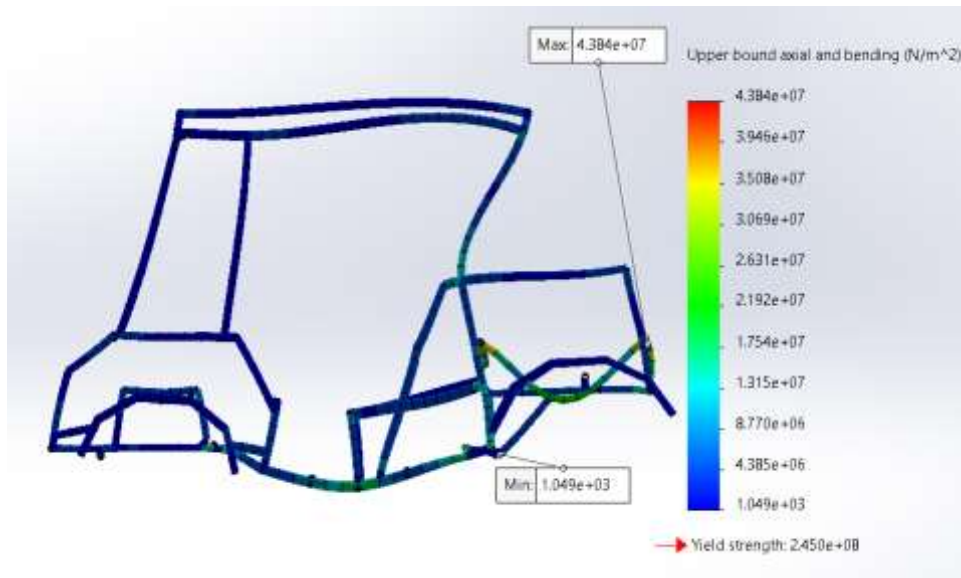 Max: 4.384e+07
Upper bound axial and bending (N/m^2)
4.384e+07
3.946e+07
3.508e+07
3.069e+07
2.631e+07
2.192e+07
1.754e+07
1.315e+07
8.770e+06
4.385e+06
1.049e+03
Min: 1.049e+03
Yield strength: 2.450e+08